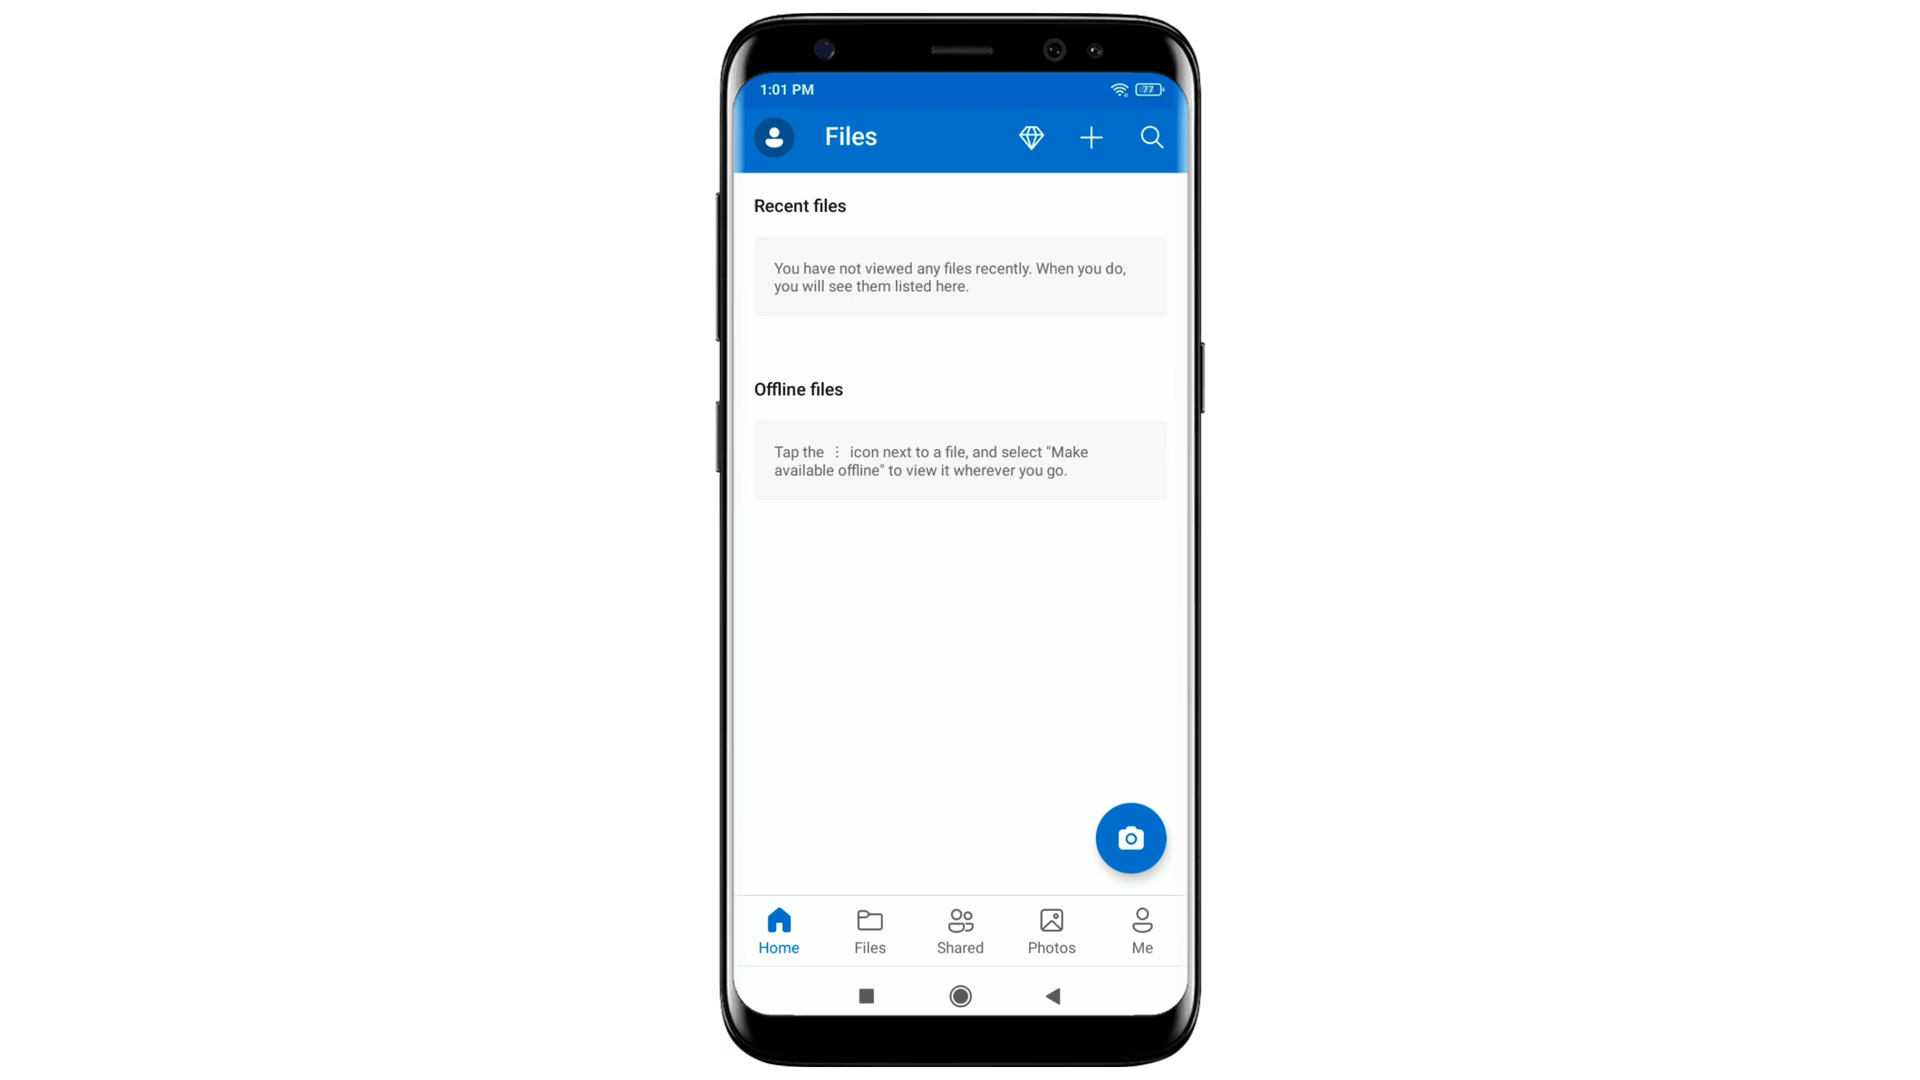 1:01 PM
77
Files
Recent files
You have not viewed any files recently. When you do,
you will see them listed here.
Offline files
Tap the ⋮ icon next to a file, and select "Make
available offline" to view it wherever you go.
Home
Files
Shared
Photos
Me